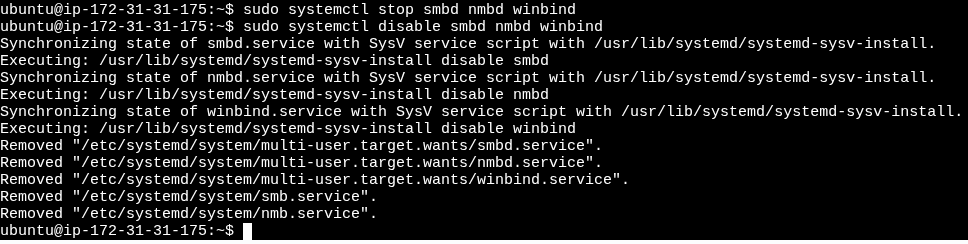 ubuntu@ip-172-31-31-175:~$ sudo systemctl stop smbd nmbd winbind
ubuntu@ip-172-31-31-175:~$ sudo systemctl disable smbd nmbd winbind
Synchronizing state of smbd.service with SysV service script with /usr/lib/systemd/systemd-sysv-install.
Executing: /usr/lib/systemd/systemd-sysv-install disable smbd
Synchronizing state of nmbd.service with SysV service script with /usr/lib/systemd/systemd-sysv-install.
Executing: /usr/lib/systemd/systemd-sysv-install disable nmbd
Synchronizing state of winbind.service with SysV service script with /usr/lib/systemd/systemd-sysv-install.
Executing: /usr/lib/systemd/systemd-sysv-install disable winbind
Removed "/etc/systemd/system/multi-user.target.wants/smbd.service".
Removed "/etc/systemd/system/multi-user.target.wants/nmbd.service".
Removed "/etc/systemd/system/multi-user.target.wants/winbind.service".
Removed "/etc/systemd/system/smb.service".
Removed "/etc/systemd/system/nmb.service".
ubuntu@ip-172-31-31-175:~$